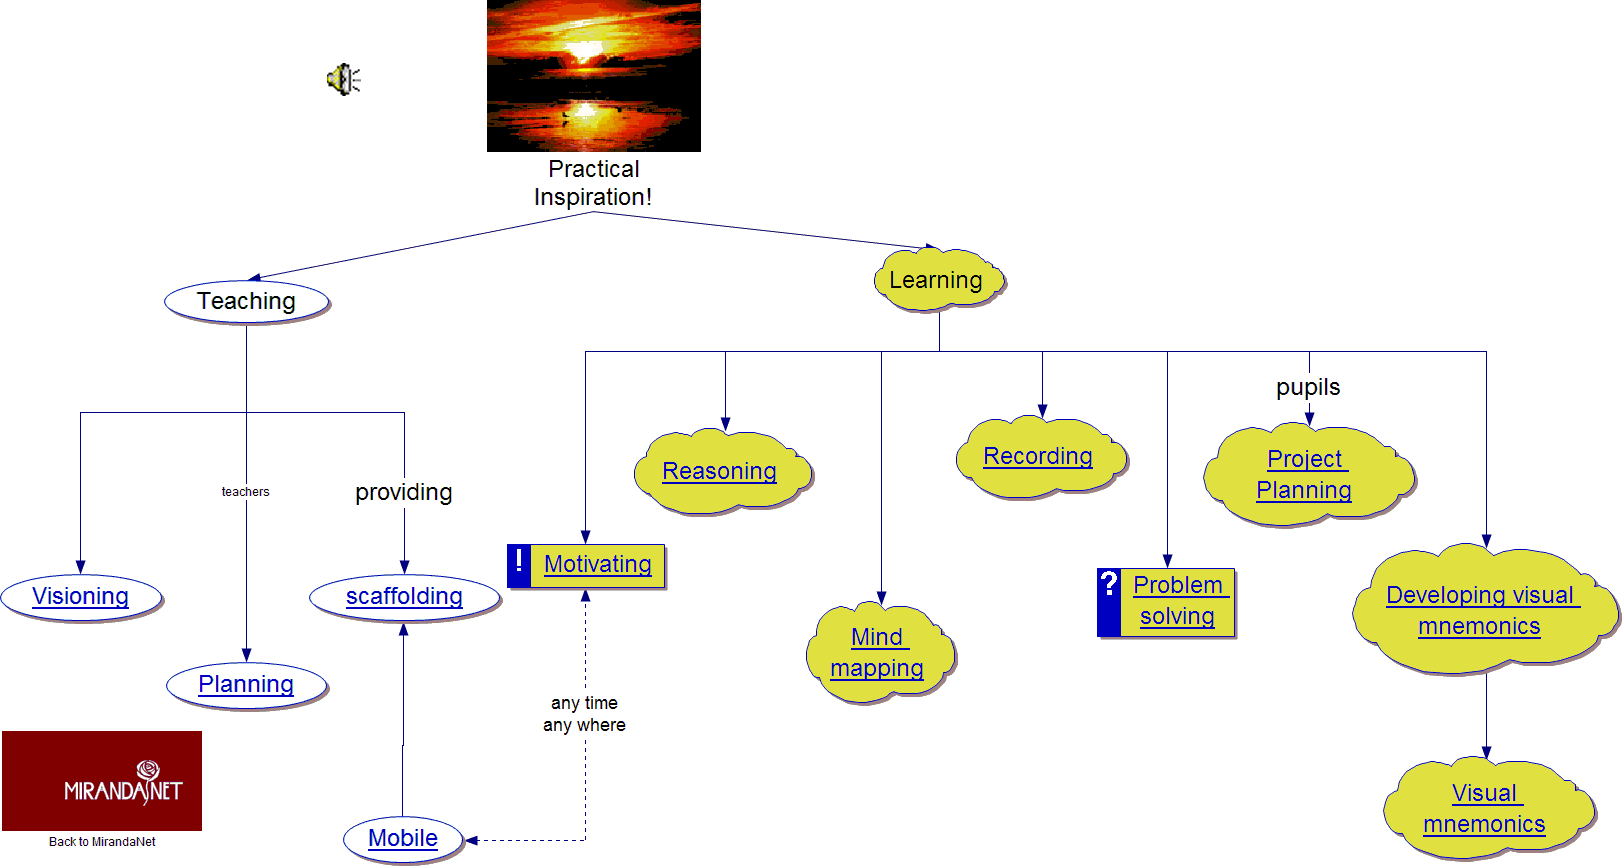 Practical
Inspiration!
Teaching
Learning
pupils
Reasoning
Recording
Project
Planning
teachers
providing
! Motivating
Visioning
scaffolding
? Problem
solving
Developing visual
mnemonics
Mind
mapping
Planning
any time
any where
MIRANDANET
Visual
mnemonics
Mobile
Back to MirandaNet